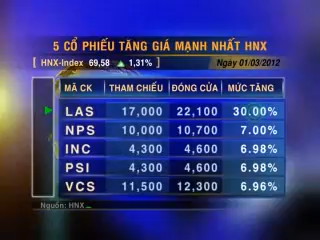 5 CỔ PHIẾU TĂNG GIÁ MẠNH NHẤT HNX
[ HNX-Index 69,58 ▲ 1,31% ] Ngày 01/03/2012
MÃ CK THAM CHIẾU ĐÓNG CỬA MỨC TĂNG
LAS 17,000 22,100 30.00%
NPS 10,000 10,700 7.00%
INC 4,300 4,600 6.98%
PSI 4,300 4,600 6.98%
VCS 11,500 12,300 6.96%
Nguồn: HNX